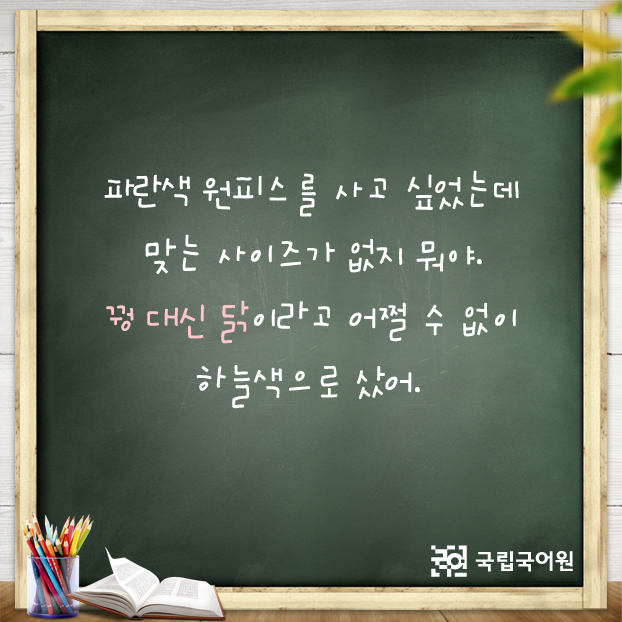 파란색 원피스를 사고 싶었는데
맞는 사이즈가 없지 뭐야.
꿩 대신 닭이라고 어쩔 수 없이
하늘색으로 샀어.
국립국어원